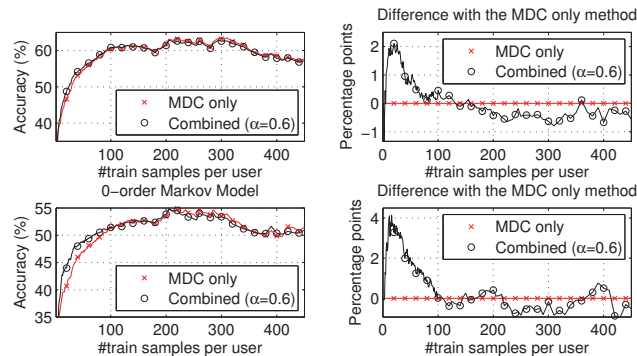 Difference with the MDC only method
Accuracy (%)
60
50
40
MDC only
Combined (α=0.6)
100 200 300 400
#train samples per user
Percentage points
2
1
0
−1
MDC only
Combined (α=0.6)
0 100 200 300 400
#train samples per user
0-order Markov Model
Difference with the MDC only method
Accuracy (%)
55
50
45
40
35
MDC only
Combined (α=0.6)
100 200 300 400
#train samples per user
Percentage points
4
2
0
MDC only
Combined (α=0.6)
0 100 200 300 400
#train samples per user